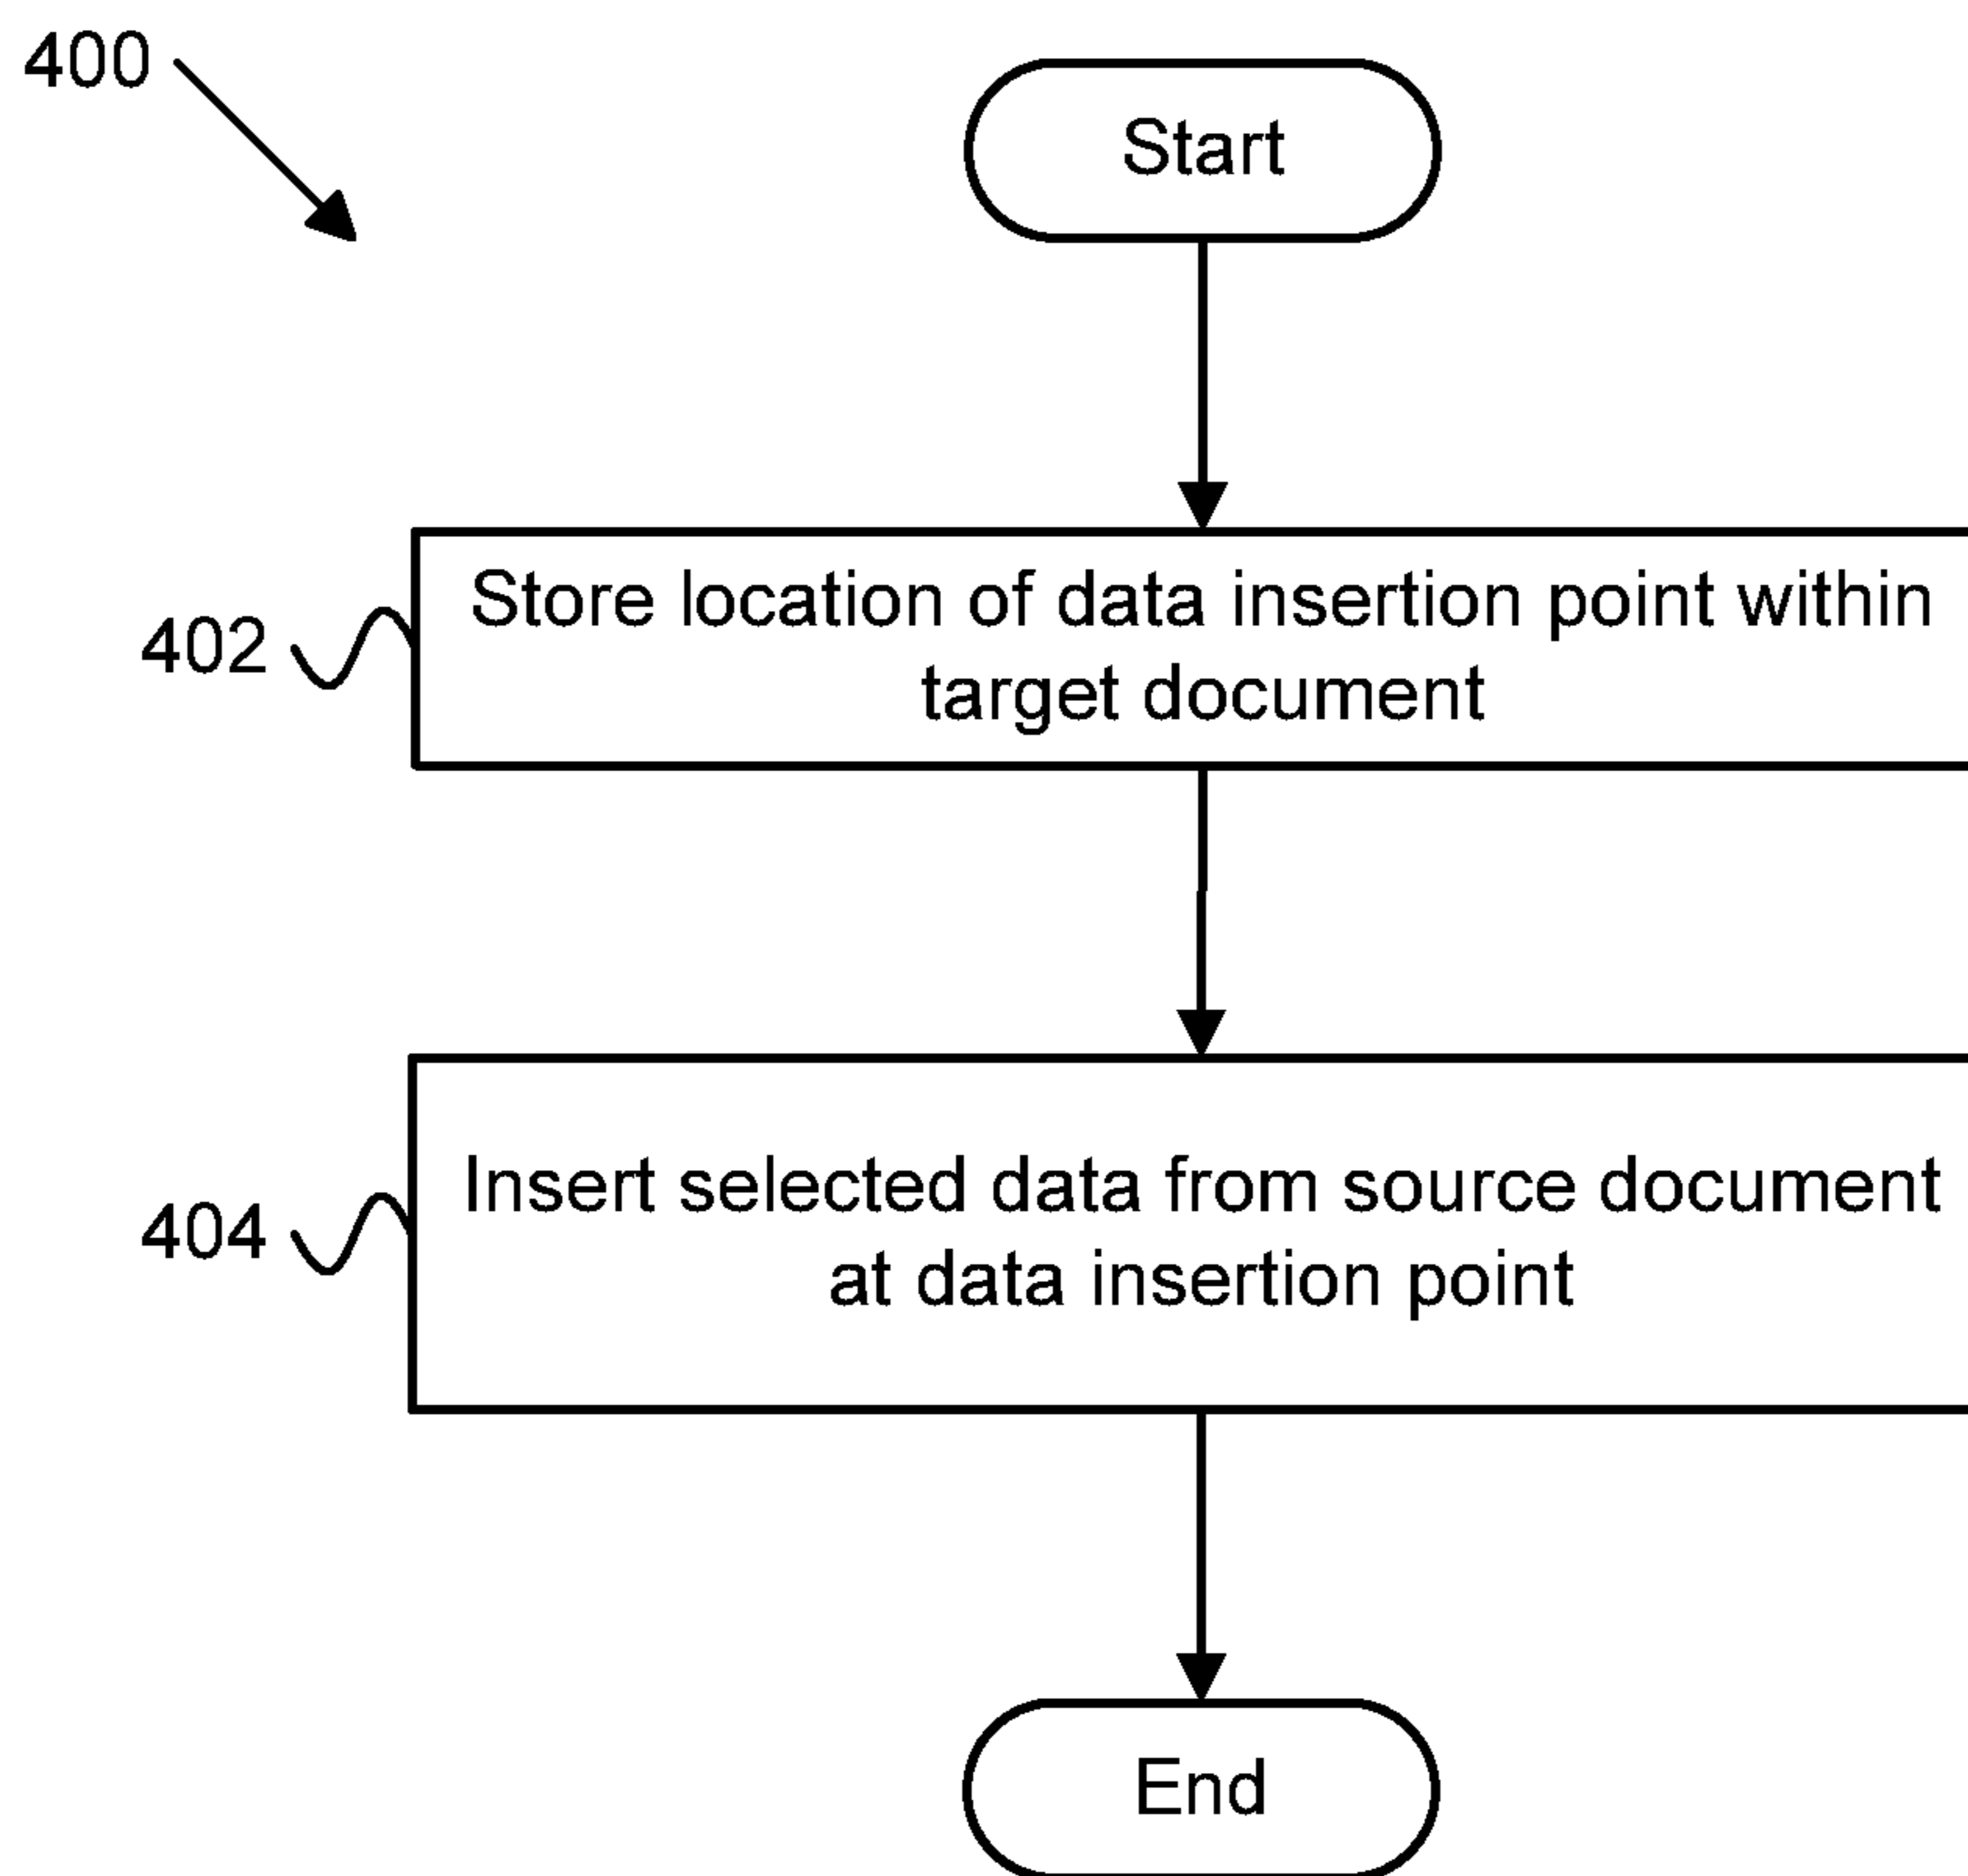 400
Start
402
Store location of data insertion point within
target document
404
Insert selected data from source document
at data insertion point
End